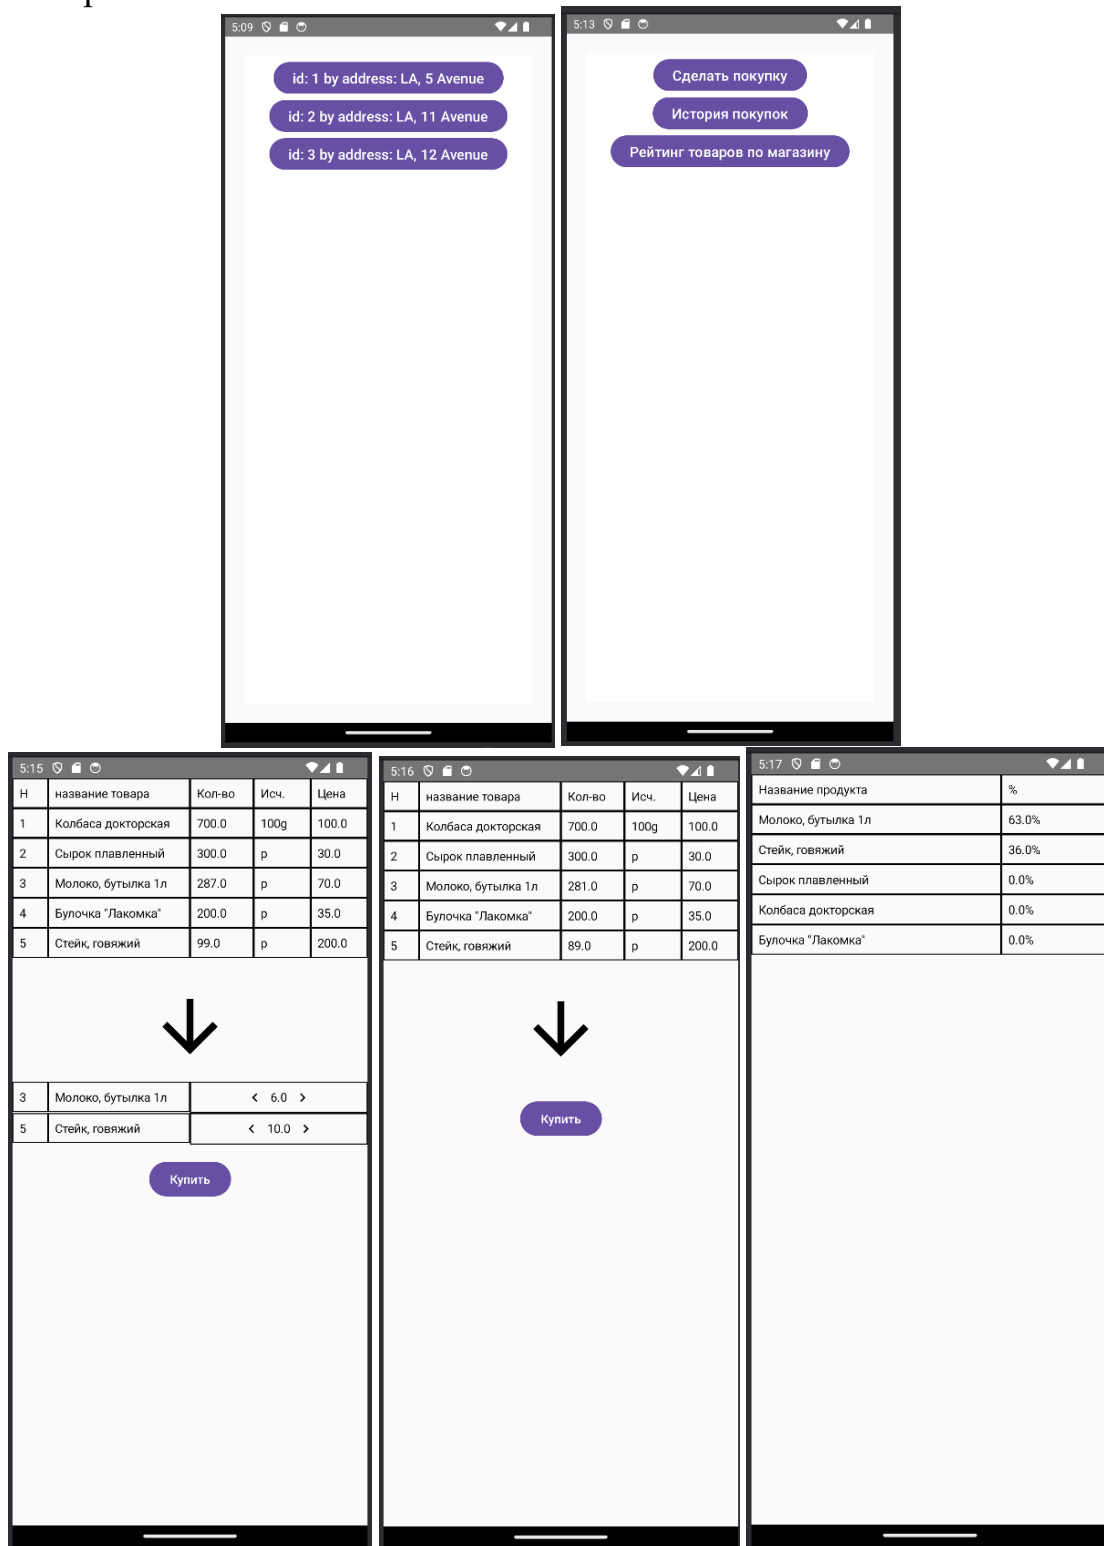 5:09
id: 1 by address: LA, 5 Avenue
id: 2 by address: LA, 11 Avenue
id: 3 by address: LA, 12 Avenue
5:13
Сделать покупку
История покупок
Рейтинг товаров по магазину
5:15
Н название товара Кол-во Исч. Цена
1 Колбаса докторская 700.0 100g 100.0
2 Сырок плавленный 300.0 р 30.0
3 Молоко, бутылка 1л 287.0 р 70.0
4 Булочка "Лакомка" 200.0 р 35.0
5 Стейк, говяжий 99.0 р 200.0
3 Молоко, бутылка 1л < 6.0 >
5 Стейк, говяжий < 10.0 >
Купить
5:16
Н название товара Кол-во Исч. Цена
1 Колбаса докторская 700.0 100g 100.0
2 Сырок плавленный 300.0 р 30.0
3 Молоко, бутылка 1л 281.0 р 70.0
4 Булочка "Лакомка" 200.0 р 35.0
5 Стейк, говяжий 89.0 р 200.0
Купить
5:17
Название продукта %
Молоко, бутылка 1л 63.0%
Стейк, говяжий 36.0%
Сырок плавленный 0.0%
Колбаса докторская 0.0%
Булочка "Лакомка" 0.0%